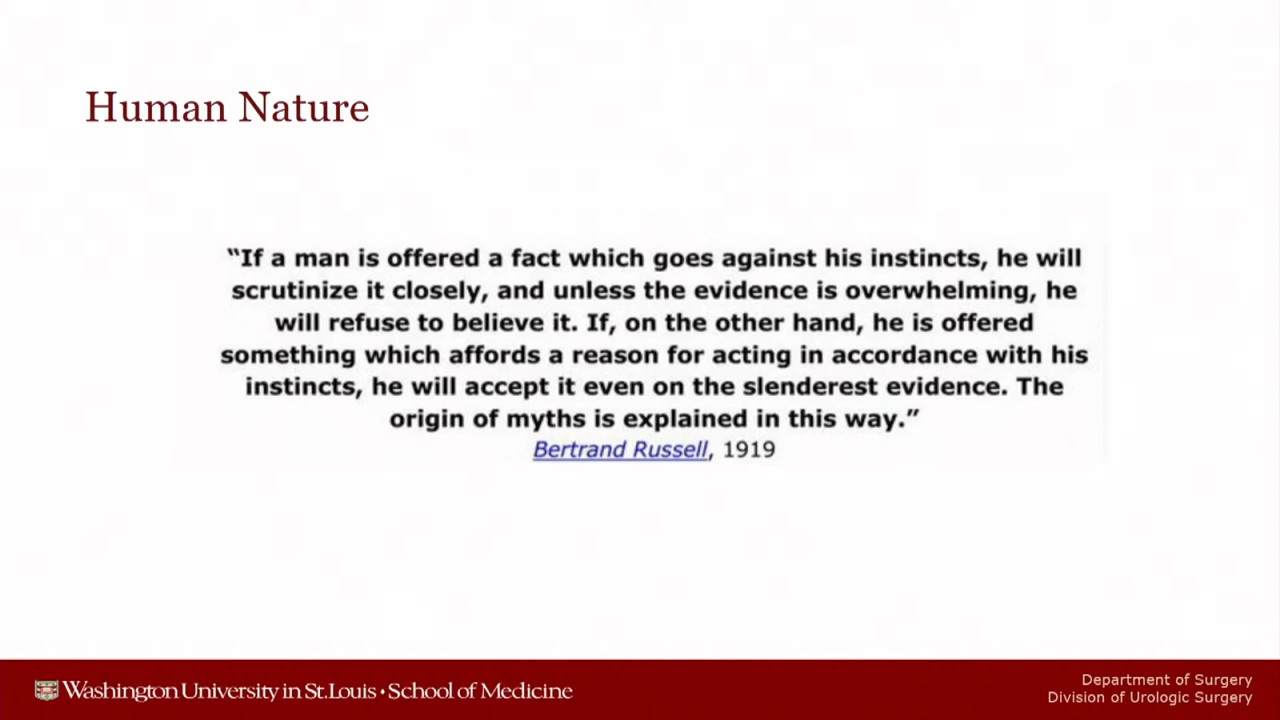 Human Nature
“If a man is offered a fact which goes against his instincts, he will
scrutinize it closely, and unless the evidence is overwhelming, he
will refuse to believe it. If, on the other hand, he is offered
something which affords a reason for acting in accordance with his
instincts, he will accept it even on the slenderest evidence. The
origin of myths is explained in this way.”
Bertrand Russell, 1919
Washington University in St.Louis • School of Medicine
Department of Surgery
Division of Urologic Surgery